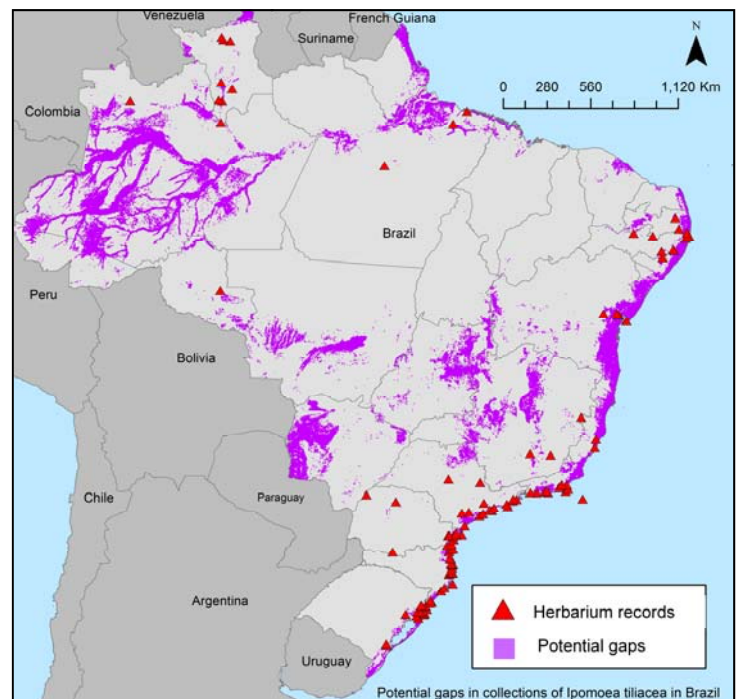 Venezuela
French Guiana
Suriname
N
0 280 560 1,120 Km
Colombia
Brazil
Peru
Bolivia
Chile
Paraguay
Argentina
Uruguay
Herbarium records
Potential gaps
Potential gaps in collections of Ipomoea tiliacea in Brazil